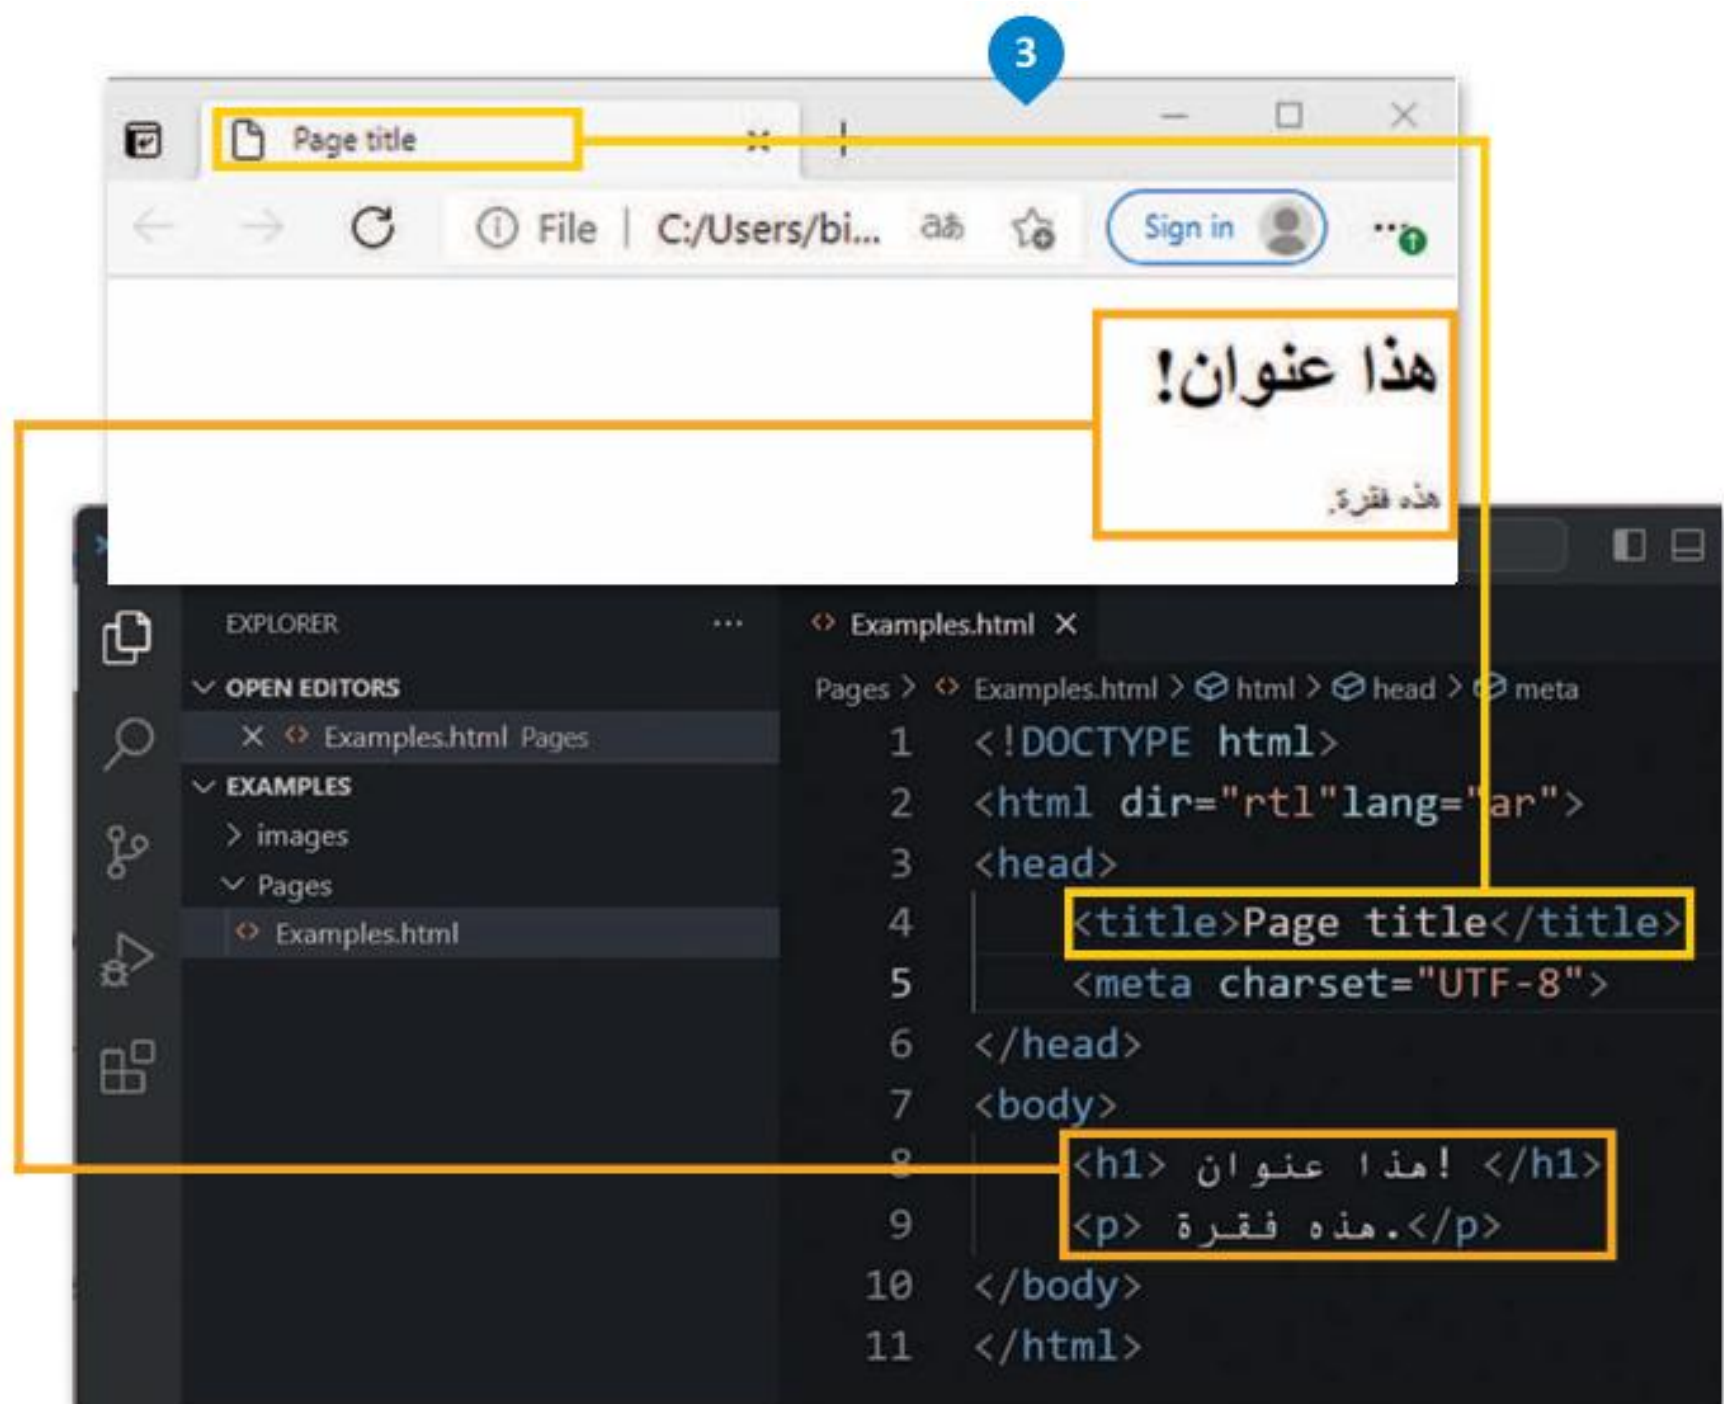 3
Page title
File | C:/Users/bi... aあ Sign in ...
هذا عنوان!
هذه فقرة.
EXPLORER ...
OPEN EDITORS
Examples.html Pages
EXAMPLES
images
Pages
Examples.html
Examples.html
Pages > Examples.html > html > head > meta
1 <!DOCTYPE html>
2 <html dir="rtl"lang="ar">
3 <head>
4 <title>Page title</title>
5 <meta charset="UTF-8">
6 </head>
7 <body>
8 <h1> هذا عنوان! </h1>
9 <p> هذه فقرة.</p>
10 </body>
11 </html>